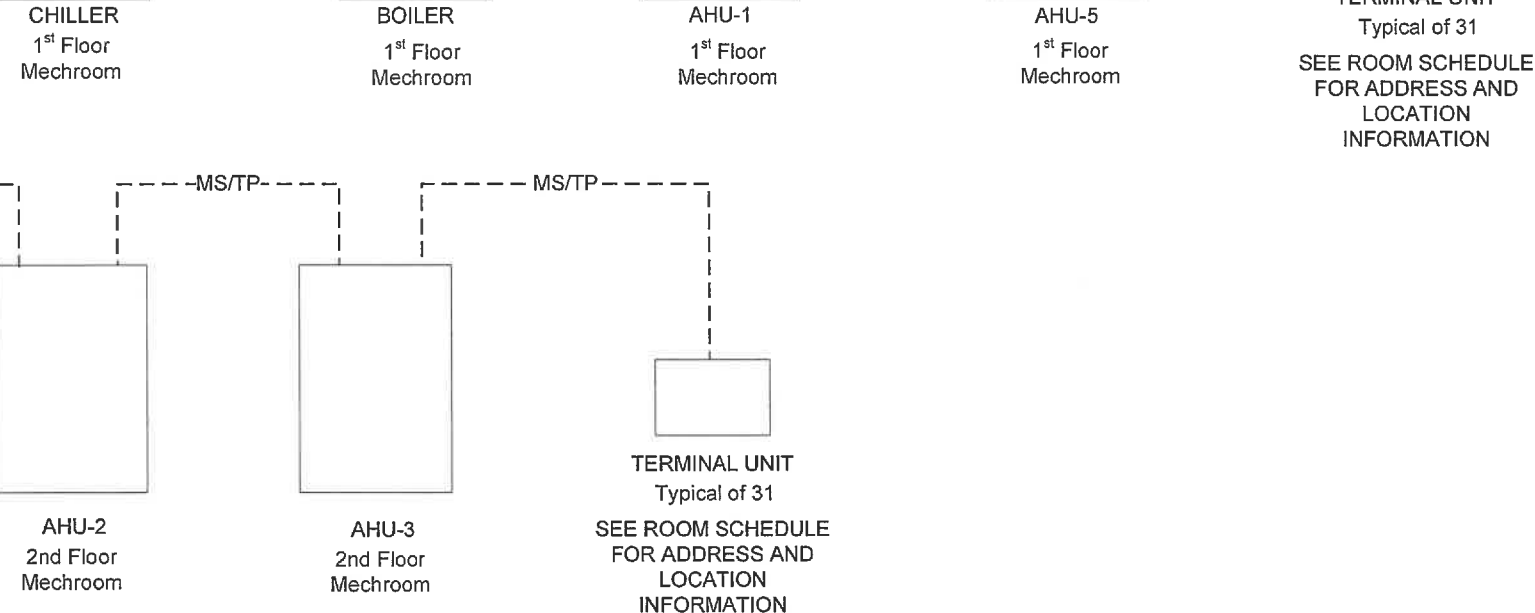 CHILLER
1st Floor
Mechroom
BOILER
1st Floor
Mechroom
AHU-1
1st Floor
Mechroom
AHU-5
1st Floor
Mechroom
TERMINAL UNIT
Typical of 31
SEE ROOM SCHEDULE
FOR ADDRESS AND
LOCATION
INFORMATION
MS/TP
MS/TP
AHU-2
2nd Floor
Mechroom
AHU-3
2nd Floor
Mechroom
TERMINAL UNIT
Typical of 31
SEE ROOM SCHEDULE
FOR ADDRESS AND
LOCATION
INFORMATION